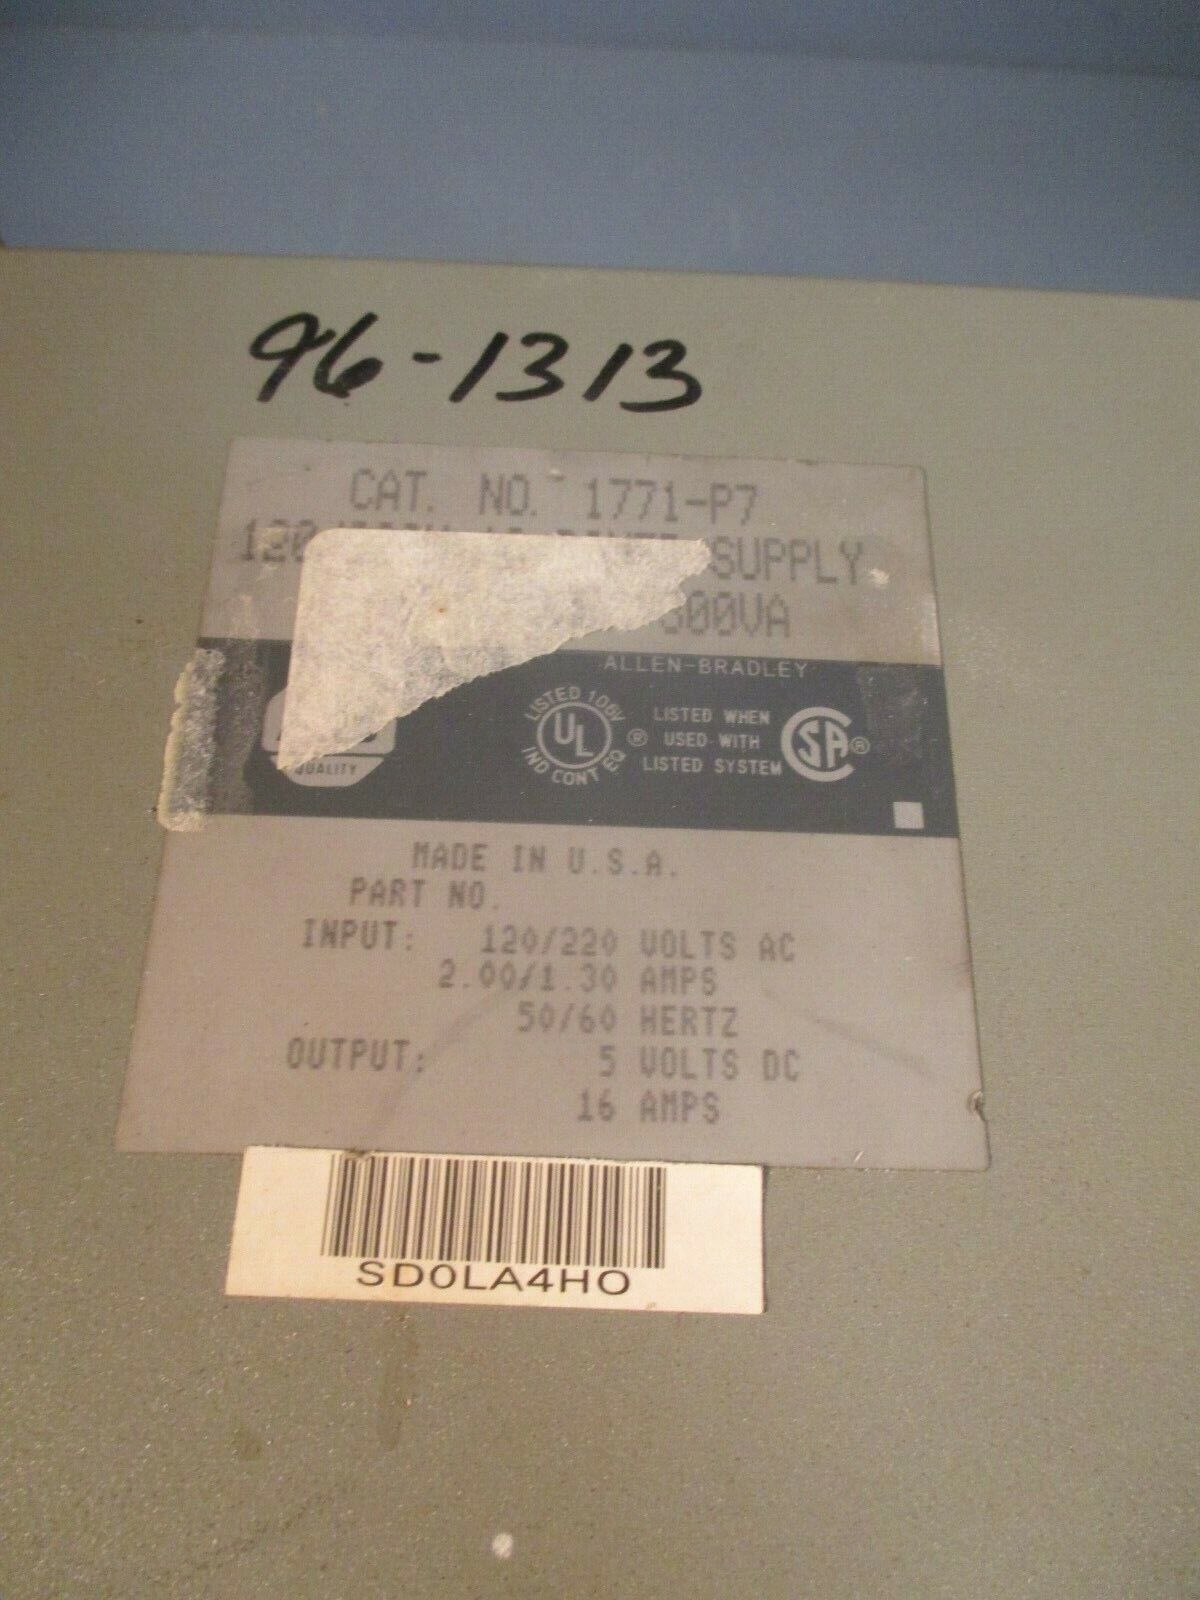 96-1313
CAT. NO. 1771-P7
SUPPLY
ALLEN-BRADLEY
QUALITY
LISTED 106V
UL
IND CONT EQ
®
LISTED WHEN
USED WITH
LISTED SYSTEM
SA ®
MADE IN U.S.A.
PART NO.
INPUT: 120/220 VOLTS AC
2.00/1.30 AMPS
50/60 HERTZ
OUTPUT: 5 VOLTS DC
16 AMPS
SD0LA4HO